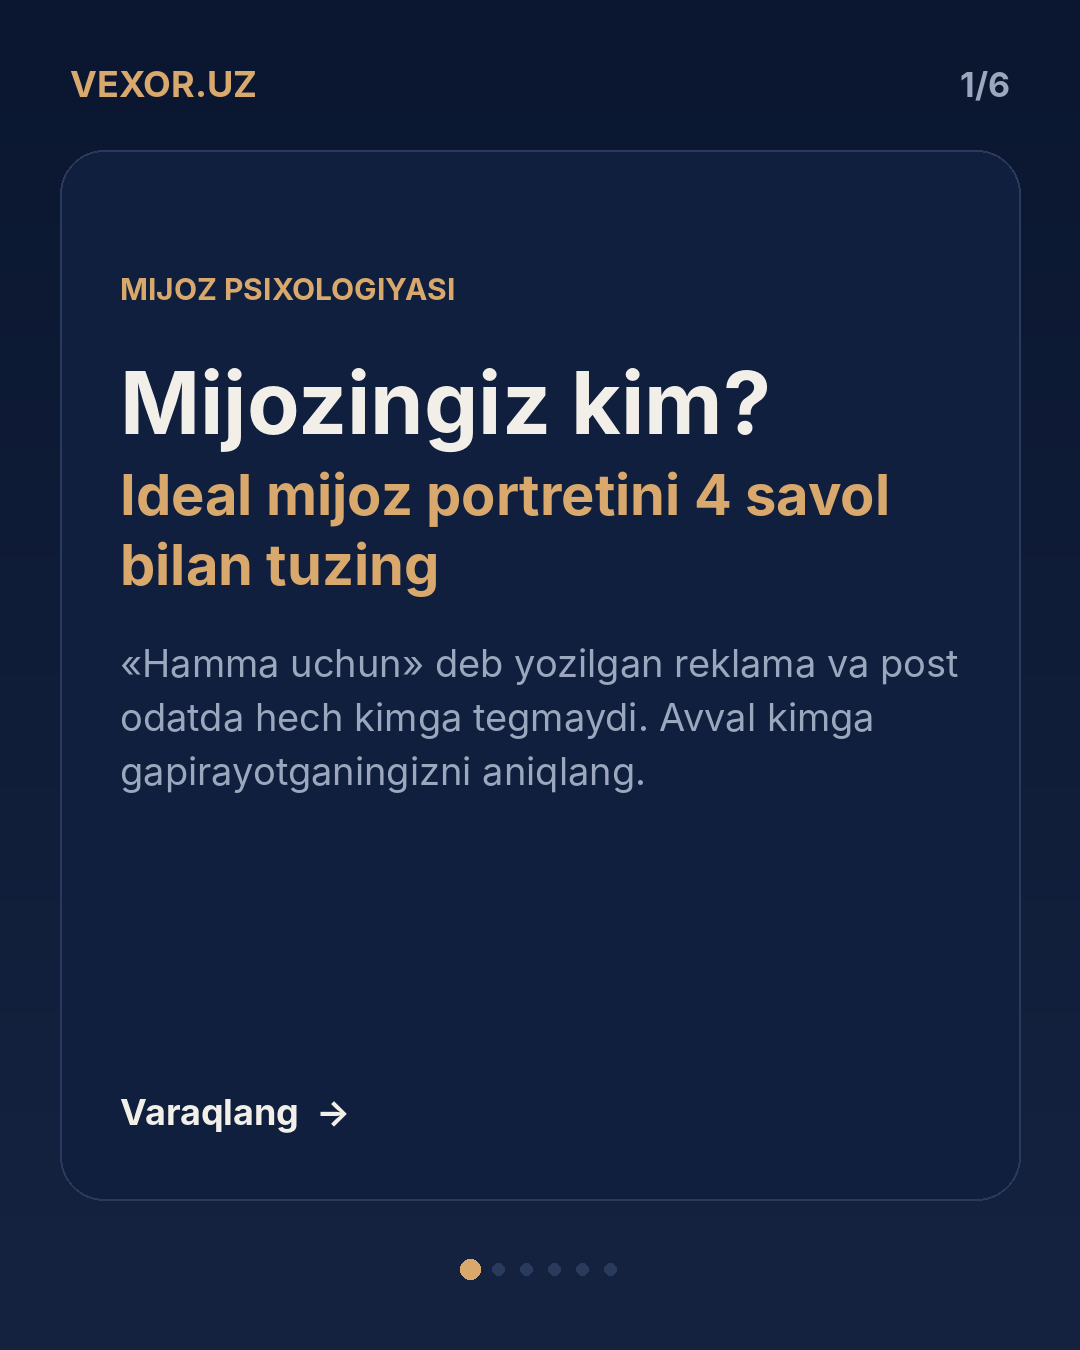 VEXOR.UZ
1/6
MIJOZ PSIXOLOGIYASI
Mijozingiz kim?
Ideal mijoz portretini 4 savol
bilan tuzing
«Hamma uchun» deb yozilgan reklama va post
odatda hech kimga tegmaydi. Avval kimga
gapirayotganingizni aniqlang.
Varaqlang →